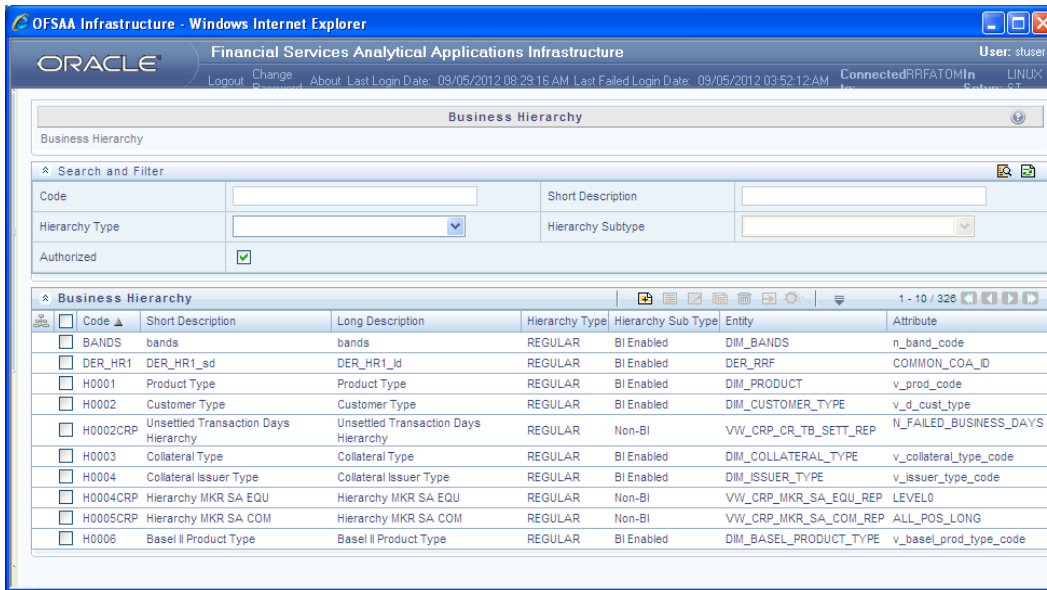 OFSAA Infrastructure - Windows Internet Explorer
ORACLE
Financial Services Analytical Applications Infrastructure
User: stuser
Logout Change About Last Login Date: 09/05/2012 08:29:16 AM Last Failed Login Date: 09/05/2012 03:52:12:AM Connected RRFATOM In LINUX
Business Hierarchy
Business Hierarchy
Search and Filter
Code
Short Description
Hierarchy Type
Hierarchy Subtype
Authorized
Business Hierarchy
1 - 10 / 326
Code Short Description Long Description Hierarchy Type Hierarchy Sub Type Entity Attribute
BANDS bands bands REGULAR BI Enabled DIM_BANDS n_band_code
DER_HR1 DER_HR1_sd DER_HR1_ld REGULAR BI Enabled DER_RRF COMMON_COA_ID
H0001 Product Type Product Type REGULAR BI Enabled DIM_PRODUCT v_prod_code
H0002 Customer Type Customer Type REGULAR BI Enabled DIM_CUSTOMER_TYPE v_d_cust_type
H0002CRP Unsettled Transaction Days Hierarchy Unsettled Transaction Days Hierarchy REGULAR Non-BI VW_CRP_CR_TB_SETT_REP N_FAILED_BUSINESS_DAYS
H0003 Collateral Type Collateral Type REGULAR BI Enabled DIM_COLLATERAL_TYPE v_collateral_type_code
H0004 Collateral Issuer Type Collateral Issuer Type REGULAR BI Enabled DIM_ISSUER_TYPE v_issuer_type_code
H0004CRP Hierarchy MKR SA EQU Hierarchy MKR SA EQU REGULAR Non-BI VW_CRP_MKR_SA_EQU_REP LEVEL0
H0005CRP Hierarchy MKR SA COM Hierarchy MKR SA COM REGULAR Non-BI VW_CRP_MKR_SA_COM_REP ALL_POS_LONG
H0006 Basel II Product Type Basel II Product Type REGULAR BI Enabled DIM_BASEL_PRODUCT_TYPE v_basel_prod_type_code